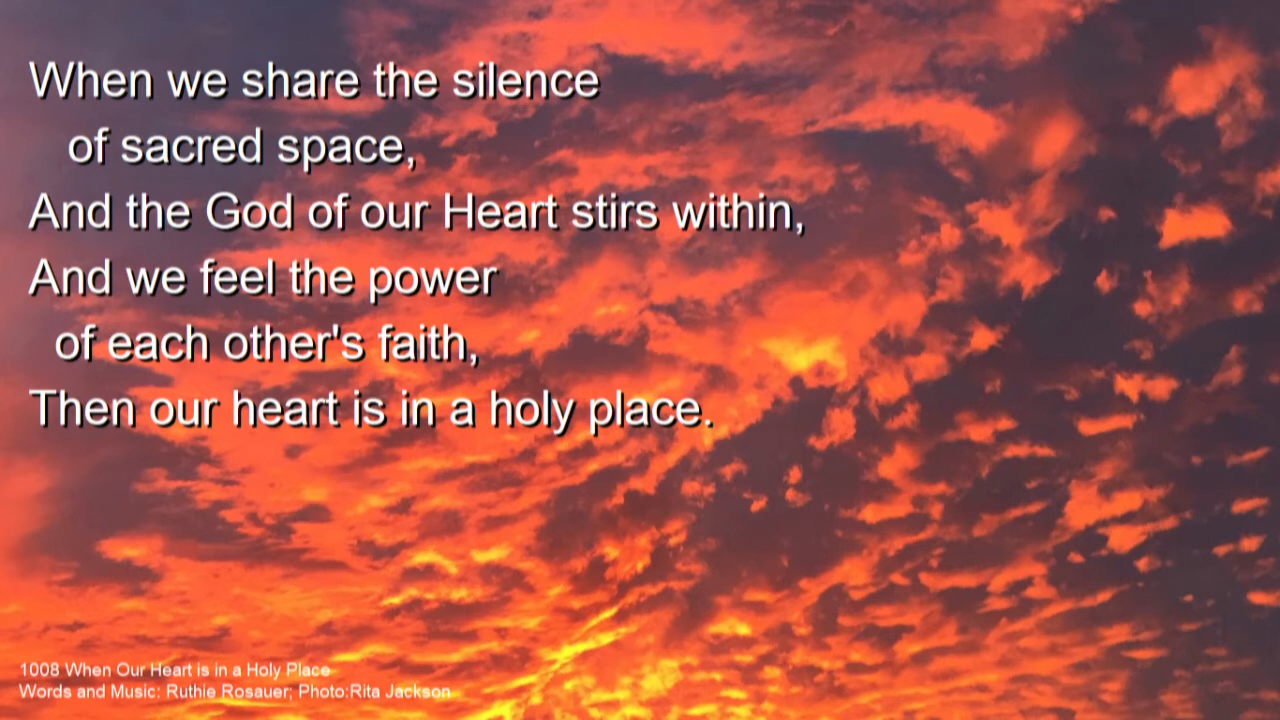 When we share the silence
of sacred space,
And the God of our Heart stirs within,
And we feel the power
of each other's faith,
Then our heart is in a holy place.
1008 When Our Heart is in a Holy Place
Words and Music: Ruthie Rosauer; Photo:Rita Jackson